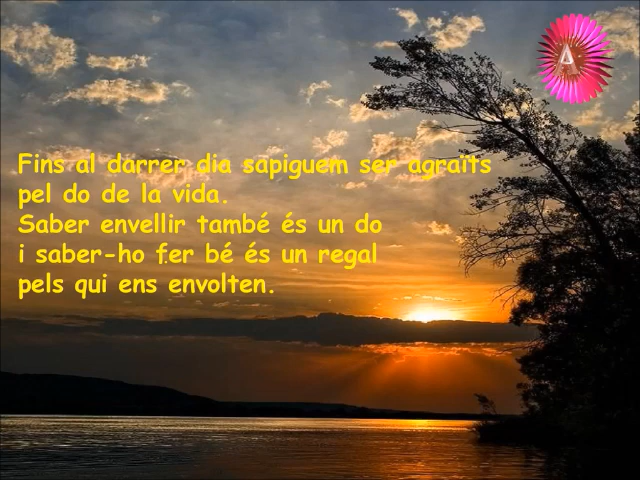 A
Fins al darrer dia sapiguem ser agraïts
pel do de la vida.
Saber envellir també és un do
i saber-ho fer bé és un regal
pels qui ens envolten.